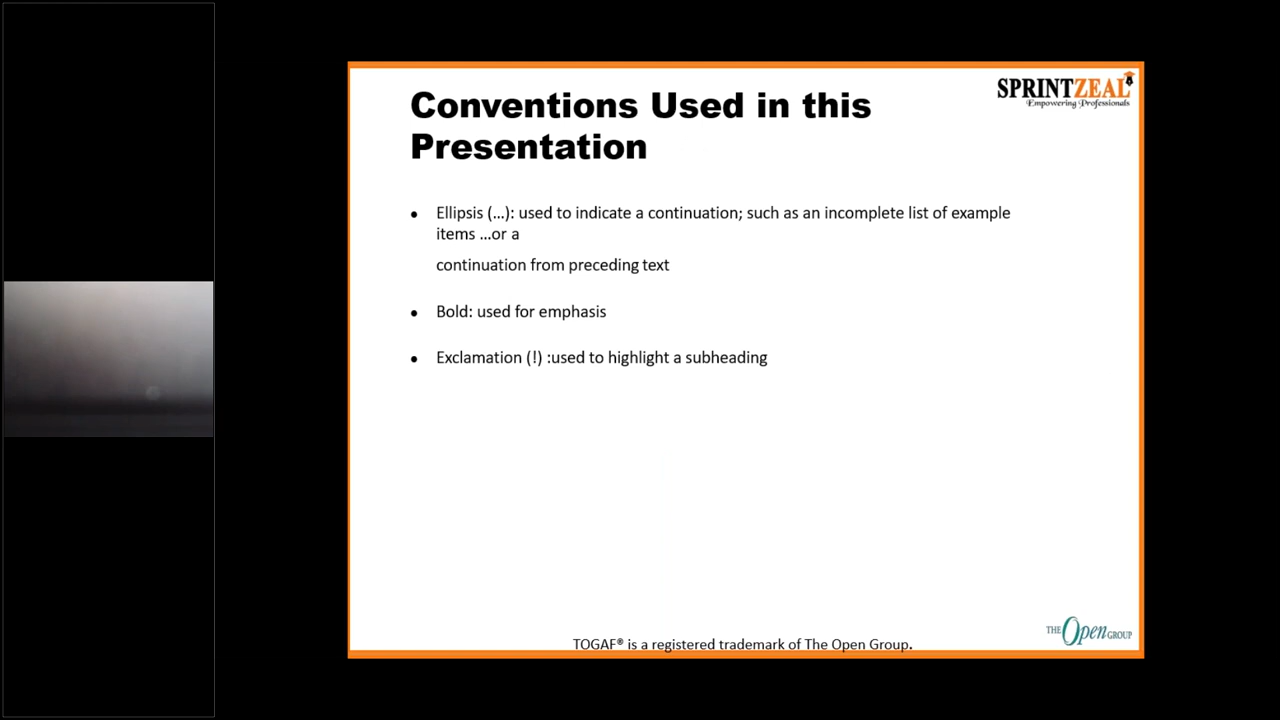 SPRINTZEAL
Empowering Professionals
Conventions Used in this
Presentation
• Ellipsis (…): used to indicate a continuation; such as an incomplete list of example
items …or a
continuation from preceding text
• Bold: used for emphasis
• Exclamation (!) :used to highlight a subheading
THE Open GROUP
TOGAF® is a registered trademark of The Open Group.